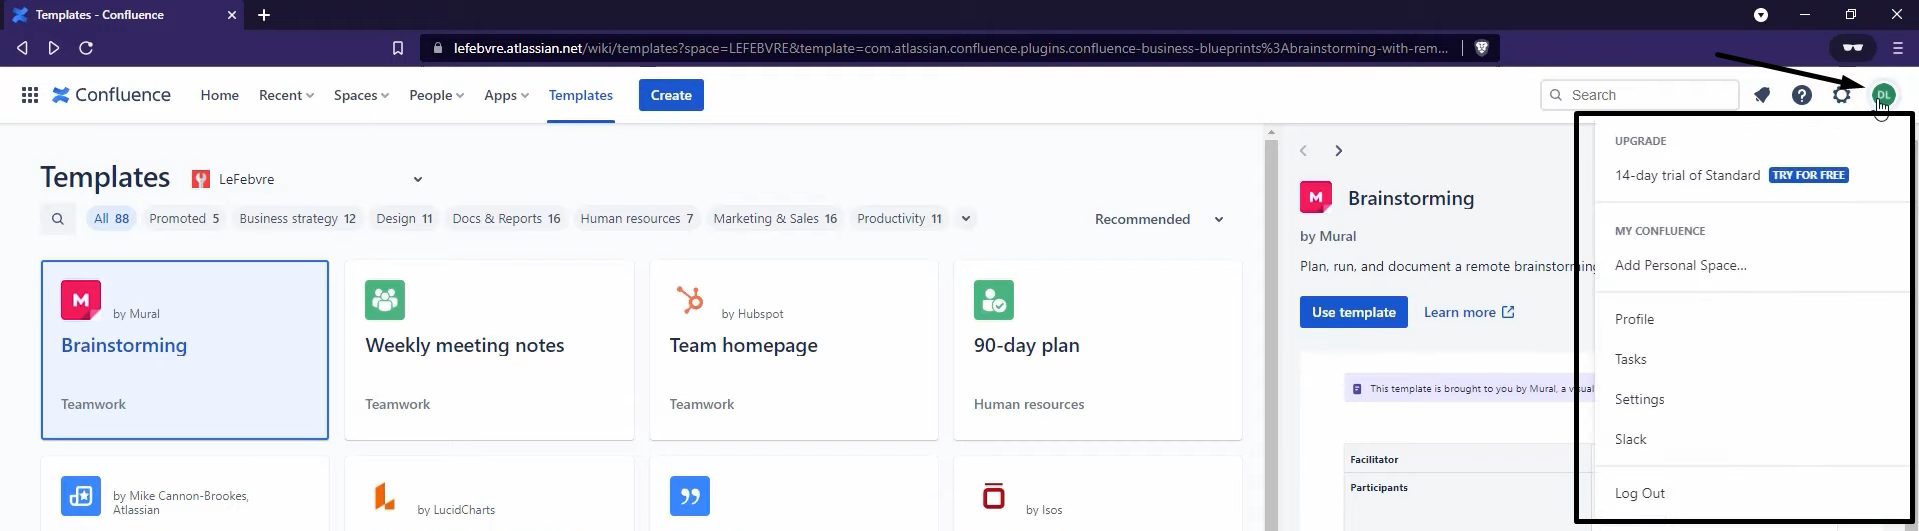 Templates - Confluence
lefebvre.atlassian.net/wiki/templates?space=LEFEBVRE&template=com.atlassian.confluence.plugins.confluence-business-blueprints%3Abrainstorming-with-rem...
Confluence Home Recent Spaces People Apps Templates Create Search DL
Templates LeFebvre
All 88 Promoted 5 Business strategy 12 Design 11 Docs & Reports 16 Human resources 7 Marketing & Sales 16 Productivity 11 Recommended
M by Mural
Brainstorming
Teamwork
Weekly meeting notes
Teamwork
by Hubspot
Team homepage
Teamwork
90-day plan
Human resources
by Mike Cannon-Brookes,
Atlassian
by LucidCharts
by Isos
M Brainstorming
by Mural
Plan, run, and document a remote brainstorming
Use template Learn more
This template is brought to you by Mural, a visual
Facilitator
Participants
UPGRADE
14-day trial of Standard TRY FOR FREE
MY CONFLUENCE
Add Personal Space...
Profile
Tasks
Settings
Slack
Log Out